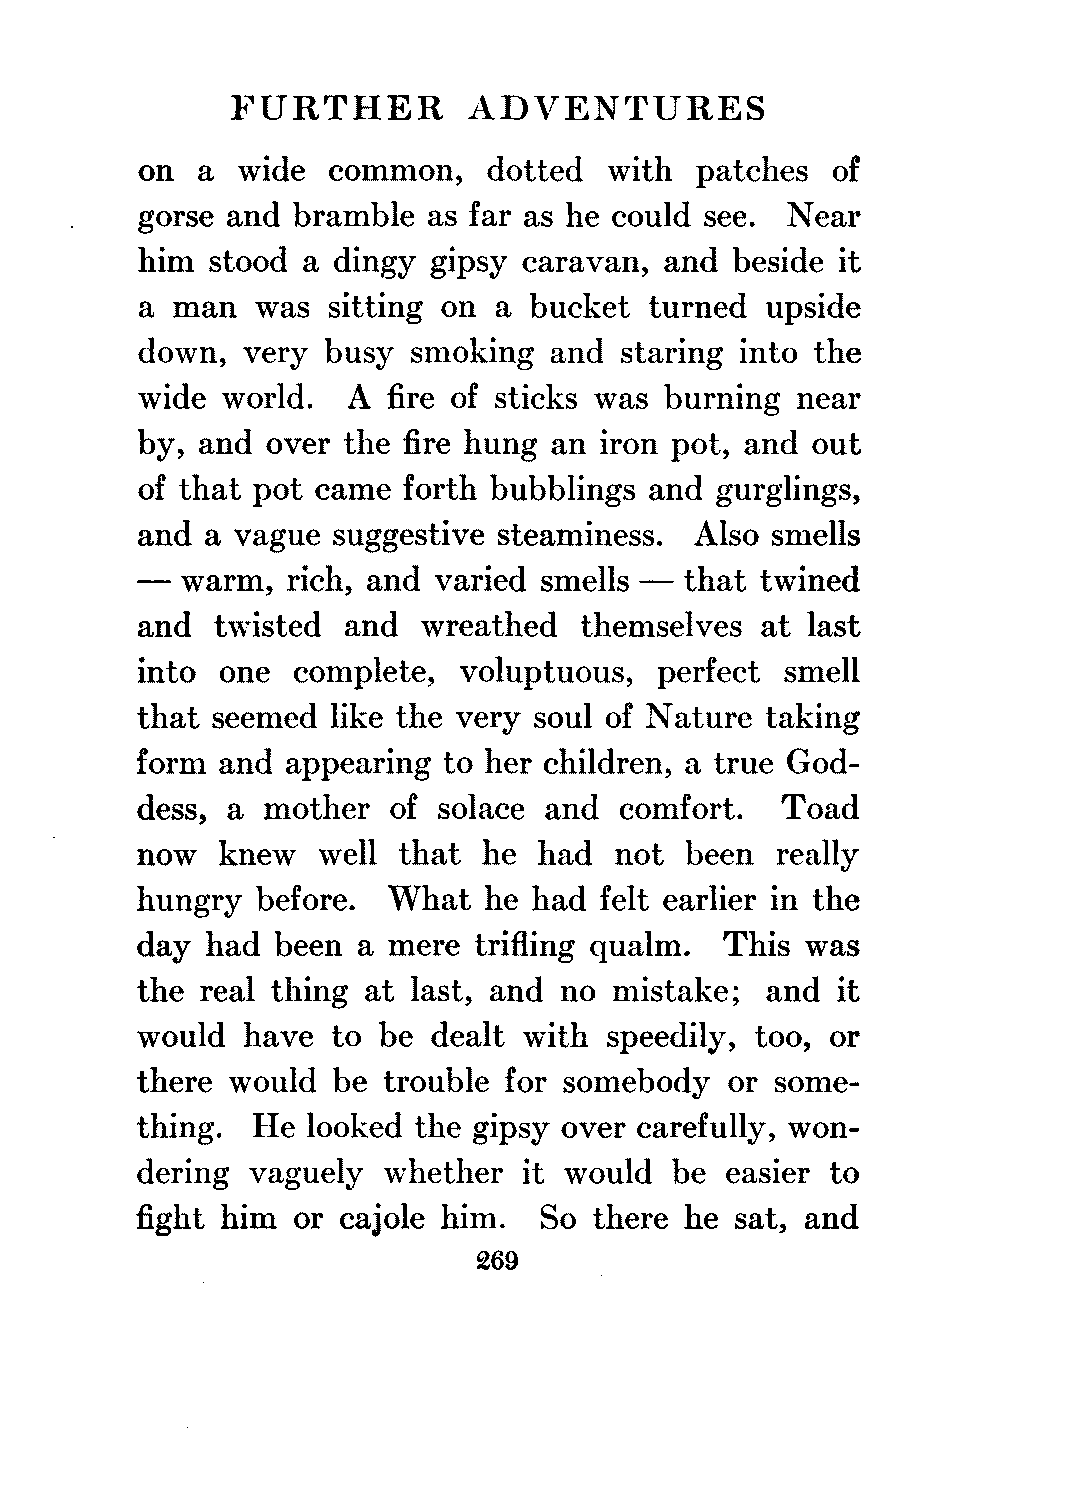 FURTHER ADVENTURES
on a wide common, dotted with patches of
gorse and bramble as far as he could see. Near
him stood a dingy gipsy caravan, and beside it
a man was sitting on a bucket turned upside
down, very busy smoking and staring into the
wide world. A fire of sticks was burning near
by, and over the fire hung an iron pot, and out
of that pot came forth bubblings and gurglings,
and a vague suggestive steaminess. Also smells
— warm, rich, and varied smells — that twined
and twisted and wreathed themselves at last
into one complete, voluptuous, perfect smell
that seemed like the very soul of Nature taking
form and appearing to her children, a true God-
dess, a mother of solace and comfort. Toad
now knew well that he had not been really
hungry before. What he had felt earlier in the
day had been a mere trifling qualm. This was
the real thing at last, and no mistake; and it
would have to be dealt with speedily, too, or
there would be trouble for somebody or some-
thing. He looked the gipsy over carefully, won-
dering vaguely whether it would be easier to
fight him or cajole him. So there he sat, and
269